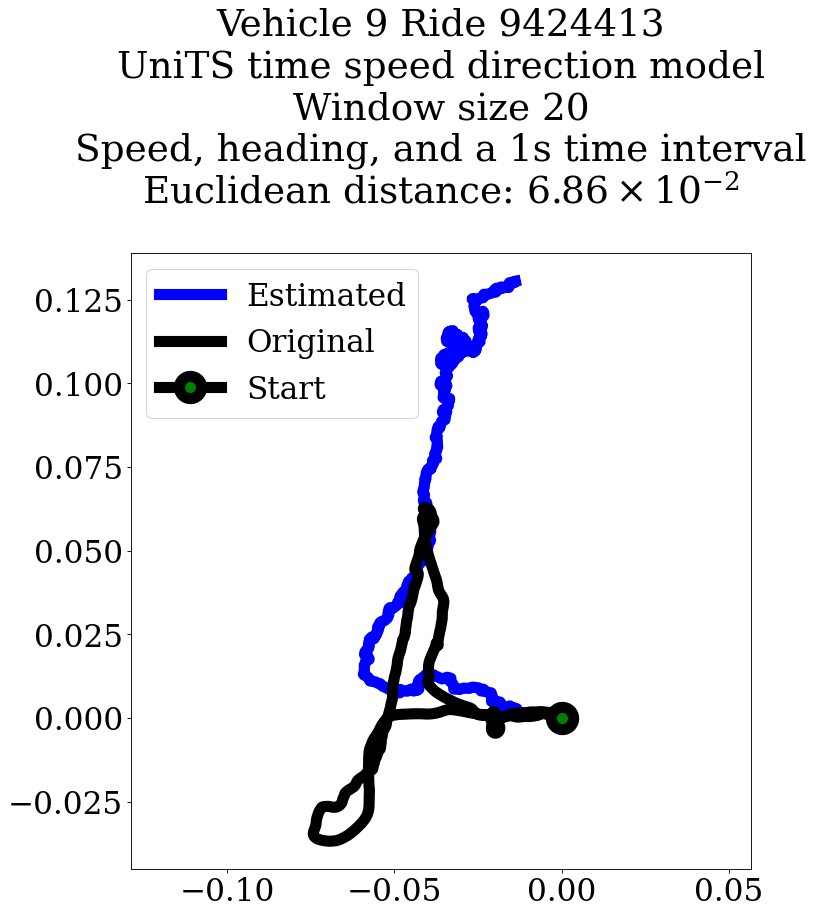 Vehicle 9 Ride 9424413
UniTS time speed direction model
Window size 20
Speed, heading, and a 1s time interval
Euclidean distance: 6.86 × 10⁻²
Estimated
Original
Start
0.125
0.100
0.075
0.050
0.025
0.000
−0.025
−0.10 −0.05 0.00 0.05